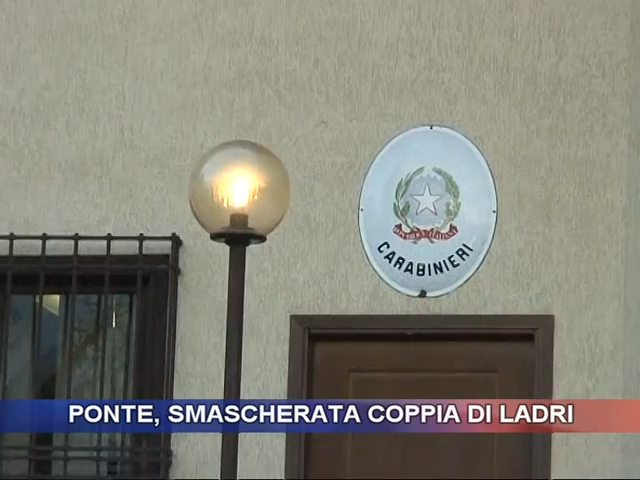 CARABINIERI
PONTE, SMASCHERATA COPPIA DI LADRI